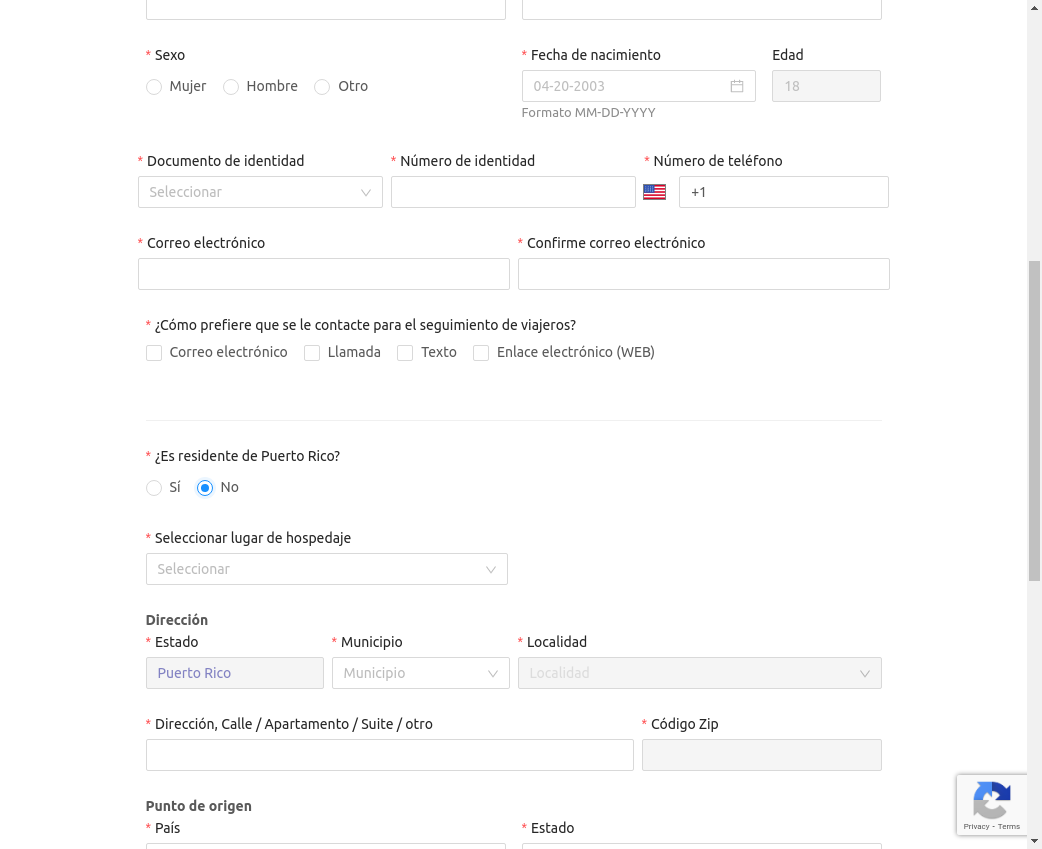 * Sexo
* Fecha de nacimiento
Edad
Mujer
Hombre
Otro
04-20-2003
18
Formato MM-DD-YYYY
* Documento de identidad
* Número de identidad
* Número de teléfono
Seleccionar
+1
* Correo electrónico
* Confirme correo electrónico
* ¿Cómo prefiere que se le contacte para el seguimiento de viajeros?
Correo electrónico
Llamada
Texto
Enlace electrónico (WEB)
* ¿Es residente de Puerto Rico?
Sí
No
* Seleccionar lugar de hospedaje
Seleccionar
Dirección
* Estado
* Municipio
* Localidad
Puerto Rico
Municipio
Localidad
* Dirección, Calle / Apartamento / Suite / otro
* Código Zip
Punto de origen
* País
* Estado
Privacy - Terms